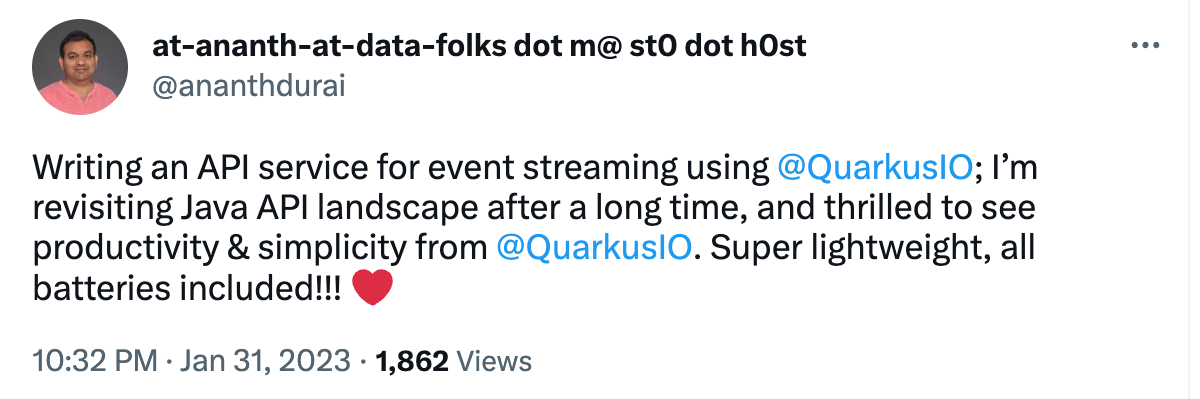 at-ananth-at-data-folks dot m@ st0 dot h0st
@ananthdurai
Writing an API service for event streaming using @QuarkusIO; I’m
revisiting Java API landscape after a long time, and thrilled to see
productivity & simplicity from @QuarkusIO. Super lightweight, all
batteries included!!! ❤️
10:32 PM · Jan 31, 2023 · 1,862 Views